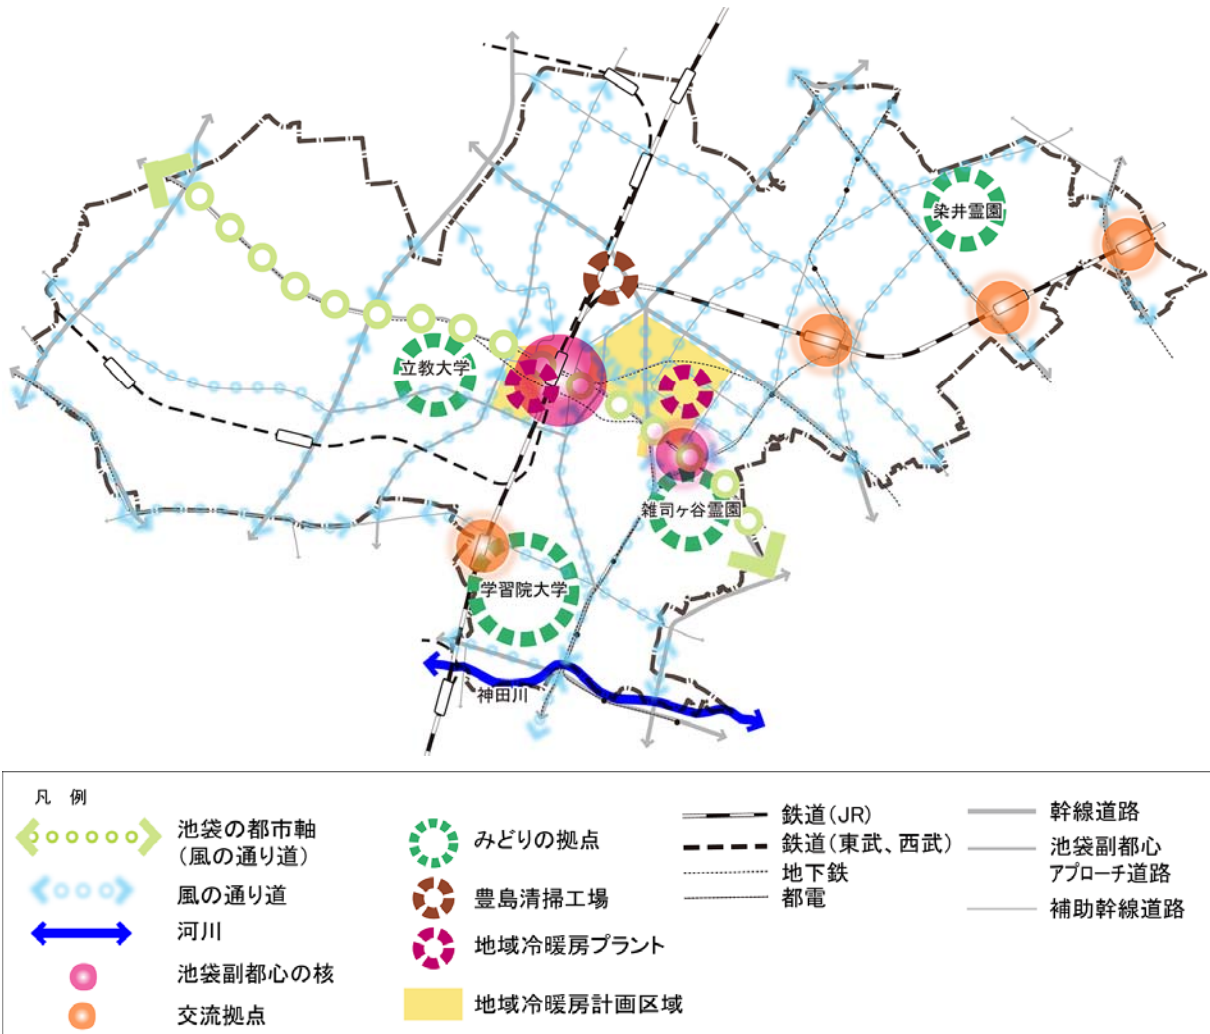 染井霊園
立教大学
雑司ヶ谷霊園
学習院大学
神田川
凡 例
池袋の都市軸
(風の通り道)
風の通り道
河川
池袋副都心の核
交流拠点
みどりの拠点
豊島清掃工場
地域冷暖房プラント
地域冷暖房計画区域
鉄道(JR)
鉄道(東武、西武)
地下鉄
都電
幹線道路
池袋副都心
アプローチ道路
補助幹線道路